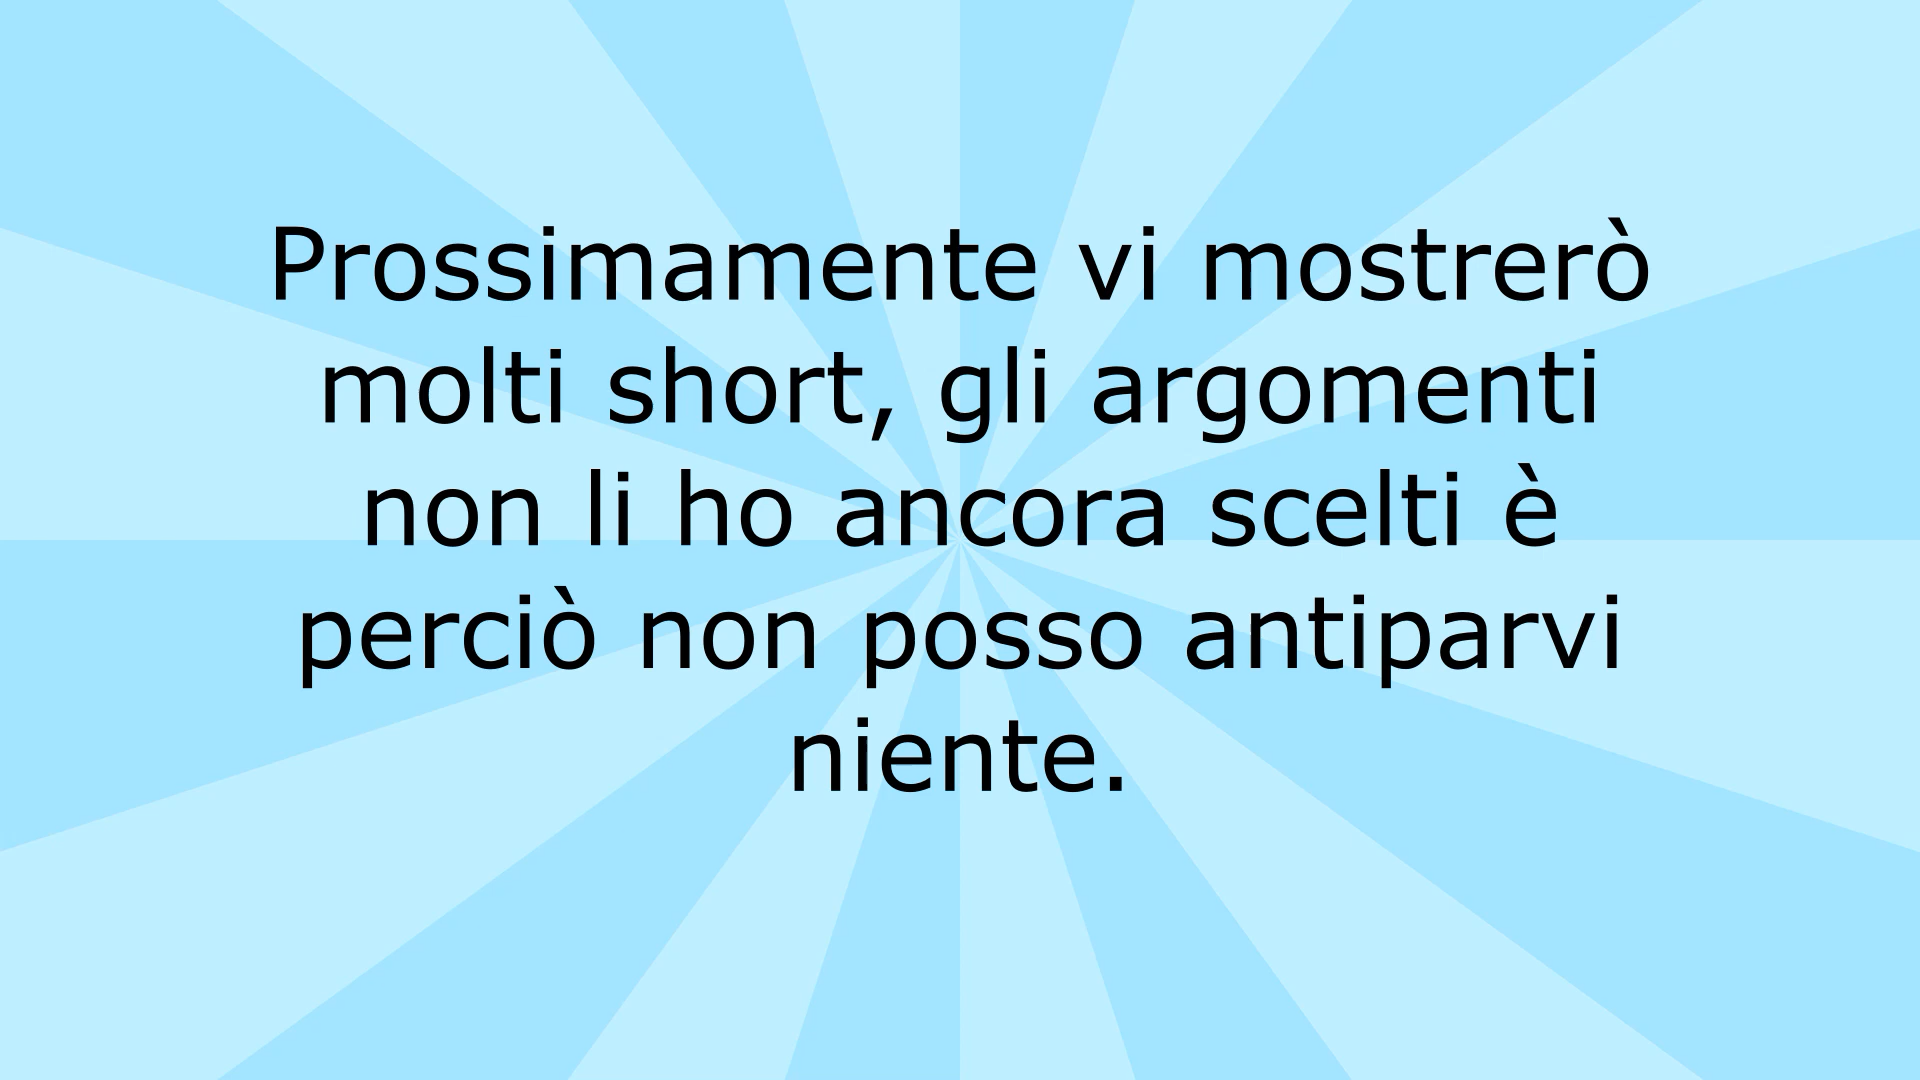 Prossimamente vi mostrerò
molti short, gli argomenti
non li ho ancora scelti è
perciò non posso antiparvi
niente.